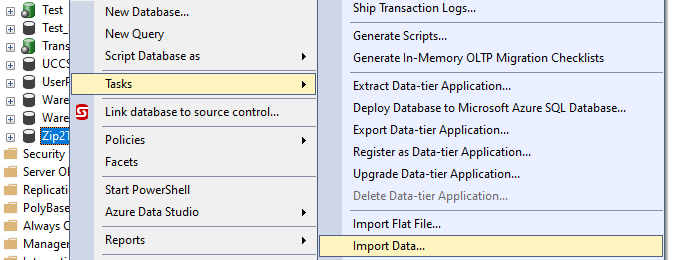 Test
Test_
Trans
UCCS
UserP
Ware
Ware
Zip2T
Security
Server Ob
Replicatio
PolyBase
Always O
Manager
New Database...
New Query
Script Database as
Tasks
Link database to source control...
Policies
Facets
Start PowerShell
Azure Data Studio
Reports
Ship Transaction Logs...
Generate Scripts...
Generate In-Memory OLTP Migration Checklists
Extract Data-tier Application...
Deploy Database to Microsoft Azure SQL Database...
Export Data-tier Application...
Register as Data-tier Application...
Upgrade Data-tier Application...
Delete Data-tier Application...
Import Flat File...
Import Data...